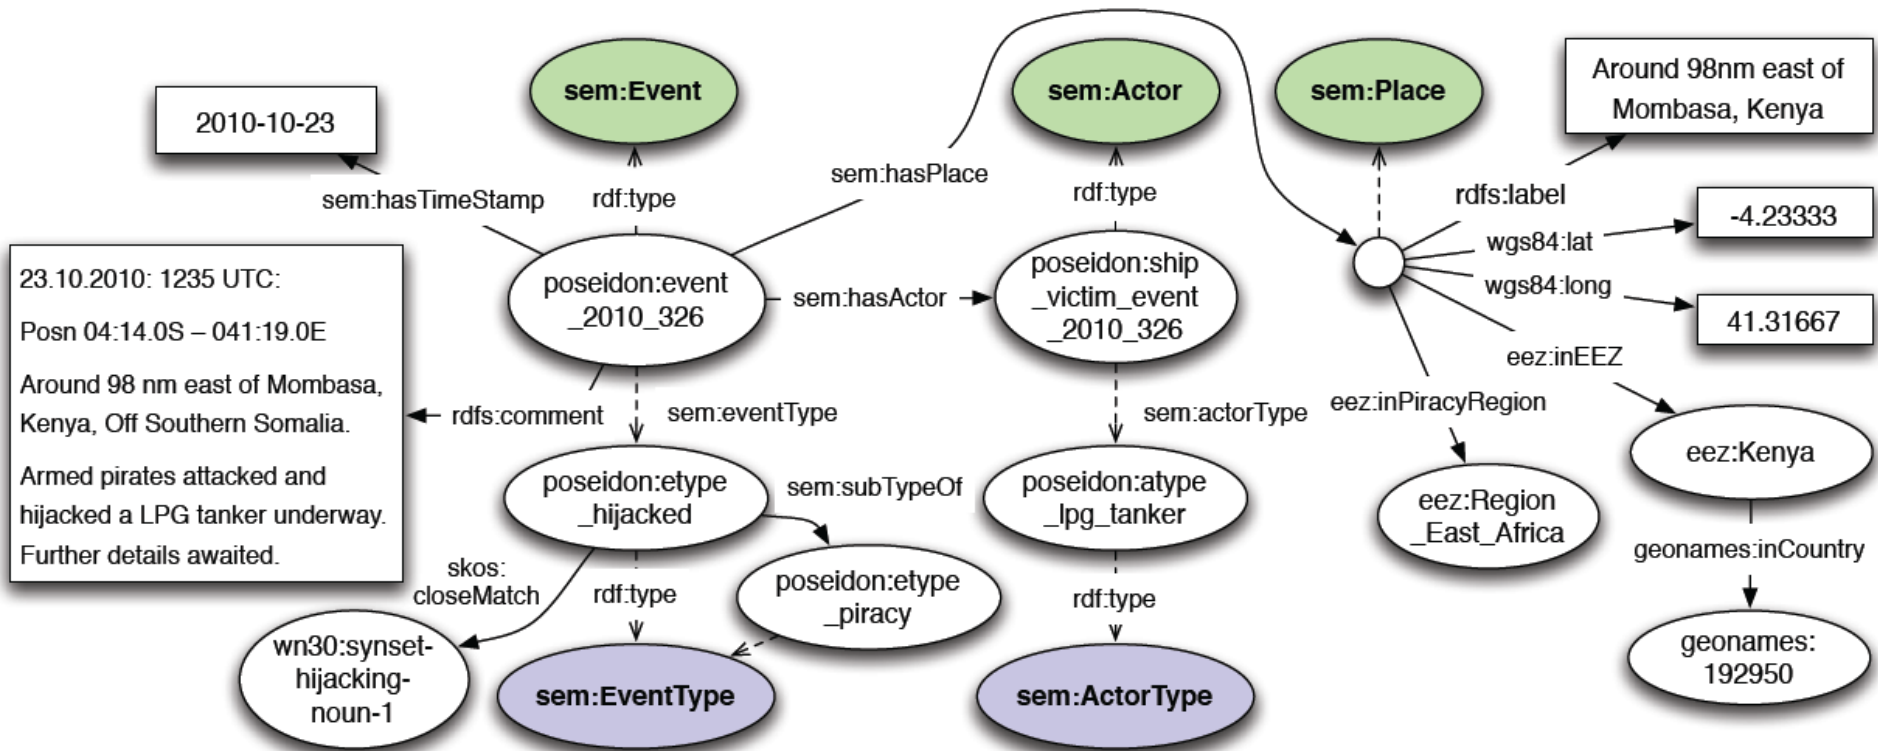 sem:Event
sem:Actor
sem:Place
Around 98nm east of
Mombasa, Kenya
2010-10-23
sem:hasTimeStamp
rdf:type
sem:hasPlace
rdf:type
rdfs:label
-4.23333
wgs84:lat
wgs84:long
41.31667
23.10.2010: 1235 UTC:
Posn 04:14.0S – 041:19.0E
Around 98 nm east of Mombasa,
Kenya, Off Southern Somalia.
Armed pirates attacked and
hijacked a LPG tanker underway.
Further details awaited.
poseidon:event
_2010_326
sem:hasActor
poseidon:ship
_victim_event
_2010_326
eez:inEEZ
eez:inPiracyRegion
rdfs:comment
sem:eventType
sem:actorType
eez:Kenya
poseidon:etype
_hijacked
sem:subTypeOf
poseidon:atype
_lpg_tanker
eez:Region
_East_Africa
geonames:inCountry
skos:
closeMatch
rdf:type
poseidon:etype
_piracy
rdf:type
wn30:synset-
hijacking-
noun-1
sem:EventType
sem:ActorType
geonames:
192950